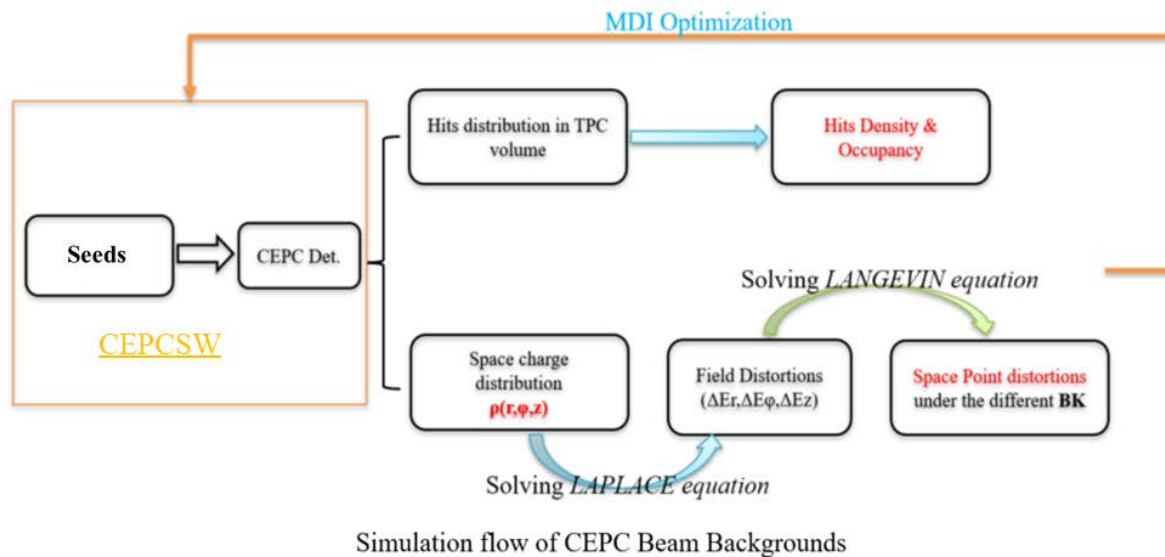 MDI Optimization
Hits distribution in TPC
volume
Hits Density &
Occupancy
Seeds
CEPC Det.
CEPCSW
Solving LANGEVIN equation
Space charge
distribution
ρ(r,φ,z)
Field Distortions
(ΔEr,ΔEφ,ΔEz)
Space Point distortions
under the different BK
Solving LAPLACE equation
Simulation flow of CEPC Beam Backgrounds